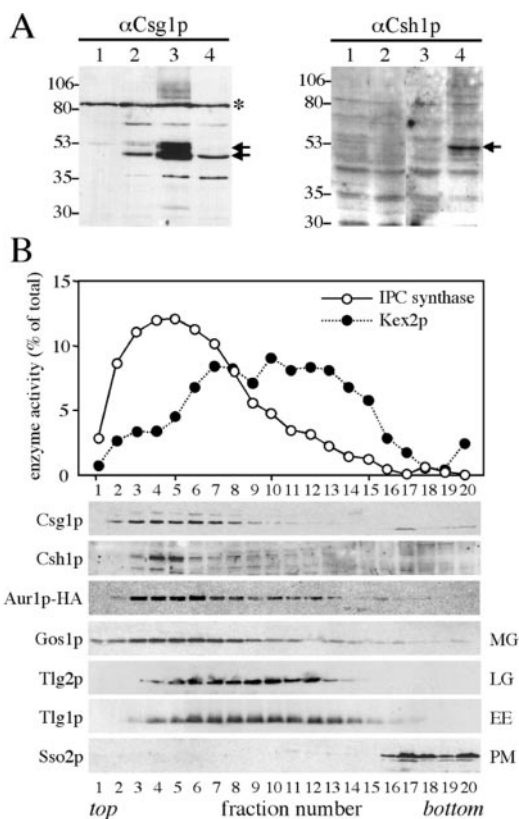 A
αCsg1p
αCsh1p
1 2 3 4
1 2 3 4
106
80
*
53
35
30
106
80
53
35
30
B
enzyme activity (% of total)
15
10
5
0
IPC synthase
Kex2p
1 2 3 4 5 6 7 8 9 10 11 12 13 14 15 16 17 18 19 20
Csg1p
Csh1p
Aur1p-HA
Gos1p MG
Tlg2p LG
Tlg1p EE
Sso2p PM
1 2 3 4 5 6 7 8 9 10 11 12 13 14 15 16 17 18 19 20
top fraction number bottom